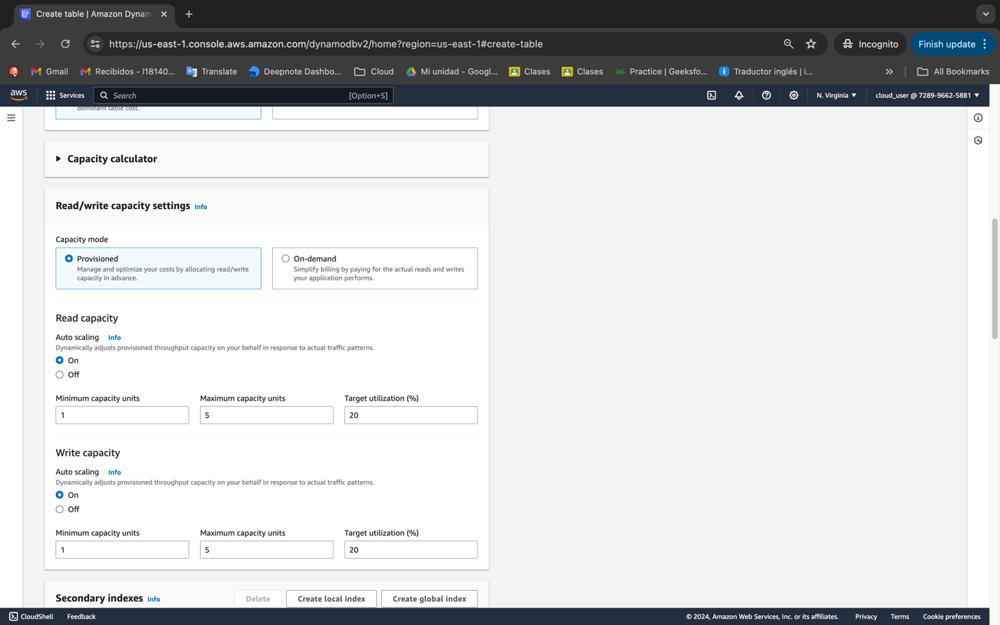 Create table | Amazon Dynam
https://us-east-1.console.aws.amazon.com/dynamodbv2/home?region=us-east-1#create-table
Incognito
Finish update
Gmail
Recibidos - l18140...
Translate
Deepnote Dashbo...
Cloud
Mi unidad - Googl...
Clases
Clases
Practice | Geeksfo...
Traductor inglés | i...
All Bookmarks
aws
Services
Search
[Option+S]
N. Virginia
cloud_user @ 7289-9662-5881
dominant table cost.
Capacity calculator
Read/write capacity settings Info
Capacity mode
Provisioned
Manage and optimize your costs by allocating read/write
capacity in advance.
On-demand
Simplify billing by paying for the actual reads and writes
your application performs.
Read capacity
Auto scaling Info
Dynamically adjusts provisioned throughput capacity on your behalf in response to actual traffic patterns.
On
Off
Minimum capacity units
Maximum capacity units
Target utilization (%)
1
5
20
Write capacity
Auto scaling Info
Dynamically adjusts provisioned throughput capacity on your behalf in response to actual traffic patterns.
On
Off
Minimum capacity units
Maximum capacity units
Target utilization (%)
1
5
20
Secondary indexes Info
Delete
Create local index
Create global index
CloudShell
Feedback
© 2024, Amazon Web Services, Inc. or its affiliates.
Privacy
Terms
Cookie preferences